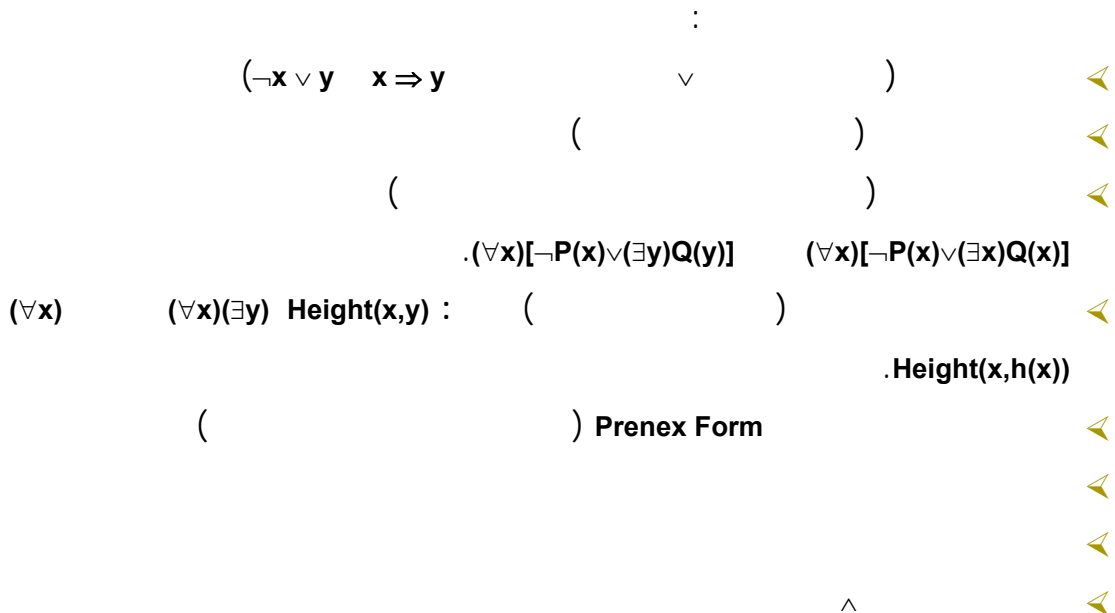 :
( ∨ x ⇒ y ¬x ∨ y)
( )
( )
(∀x)[¬P(x)∨(∃x)Q(x)] (∀x)[¬P(x)∨(∃y)Q(y)].
( ) : (∀x)(∃y) Height(x,y) (∀x)
Height(x,h(x)).
Prenex Form ( )
∧